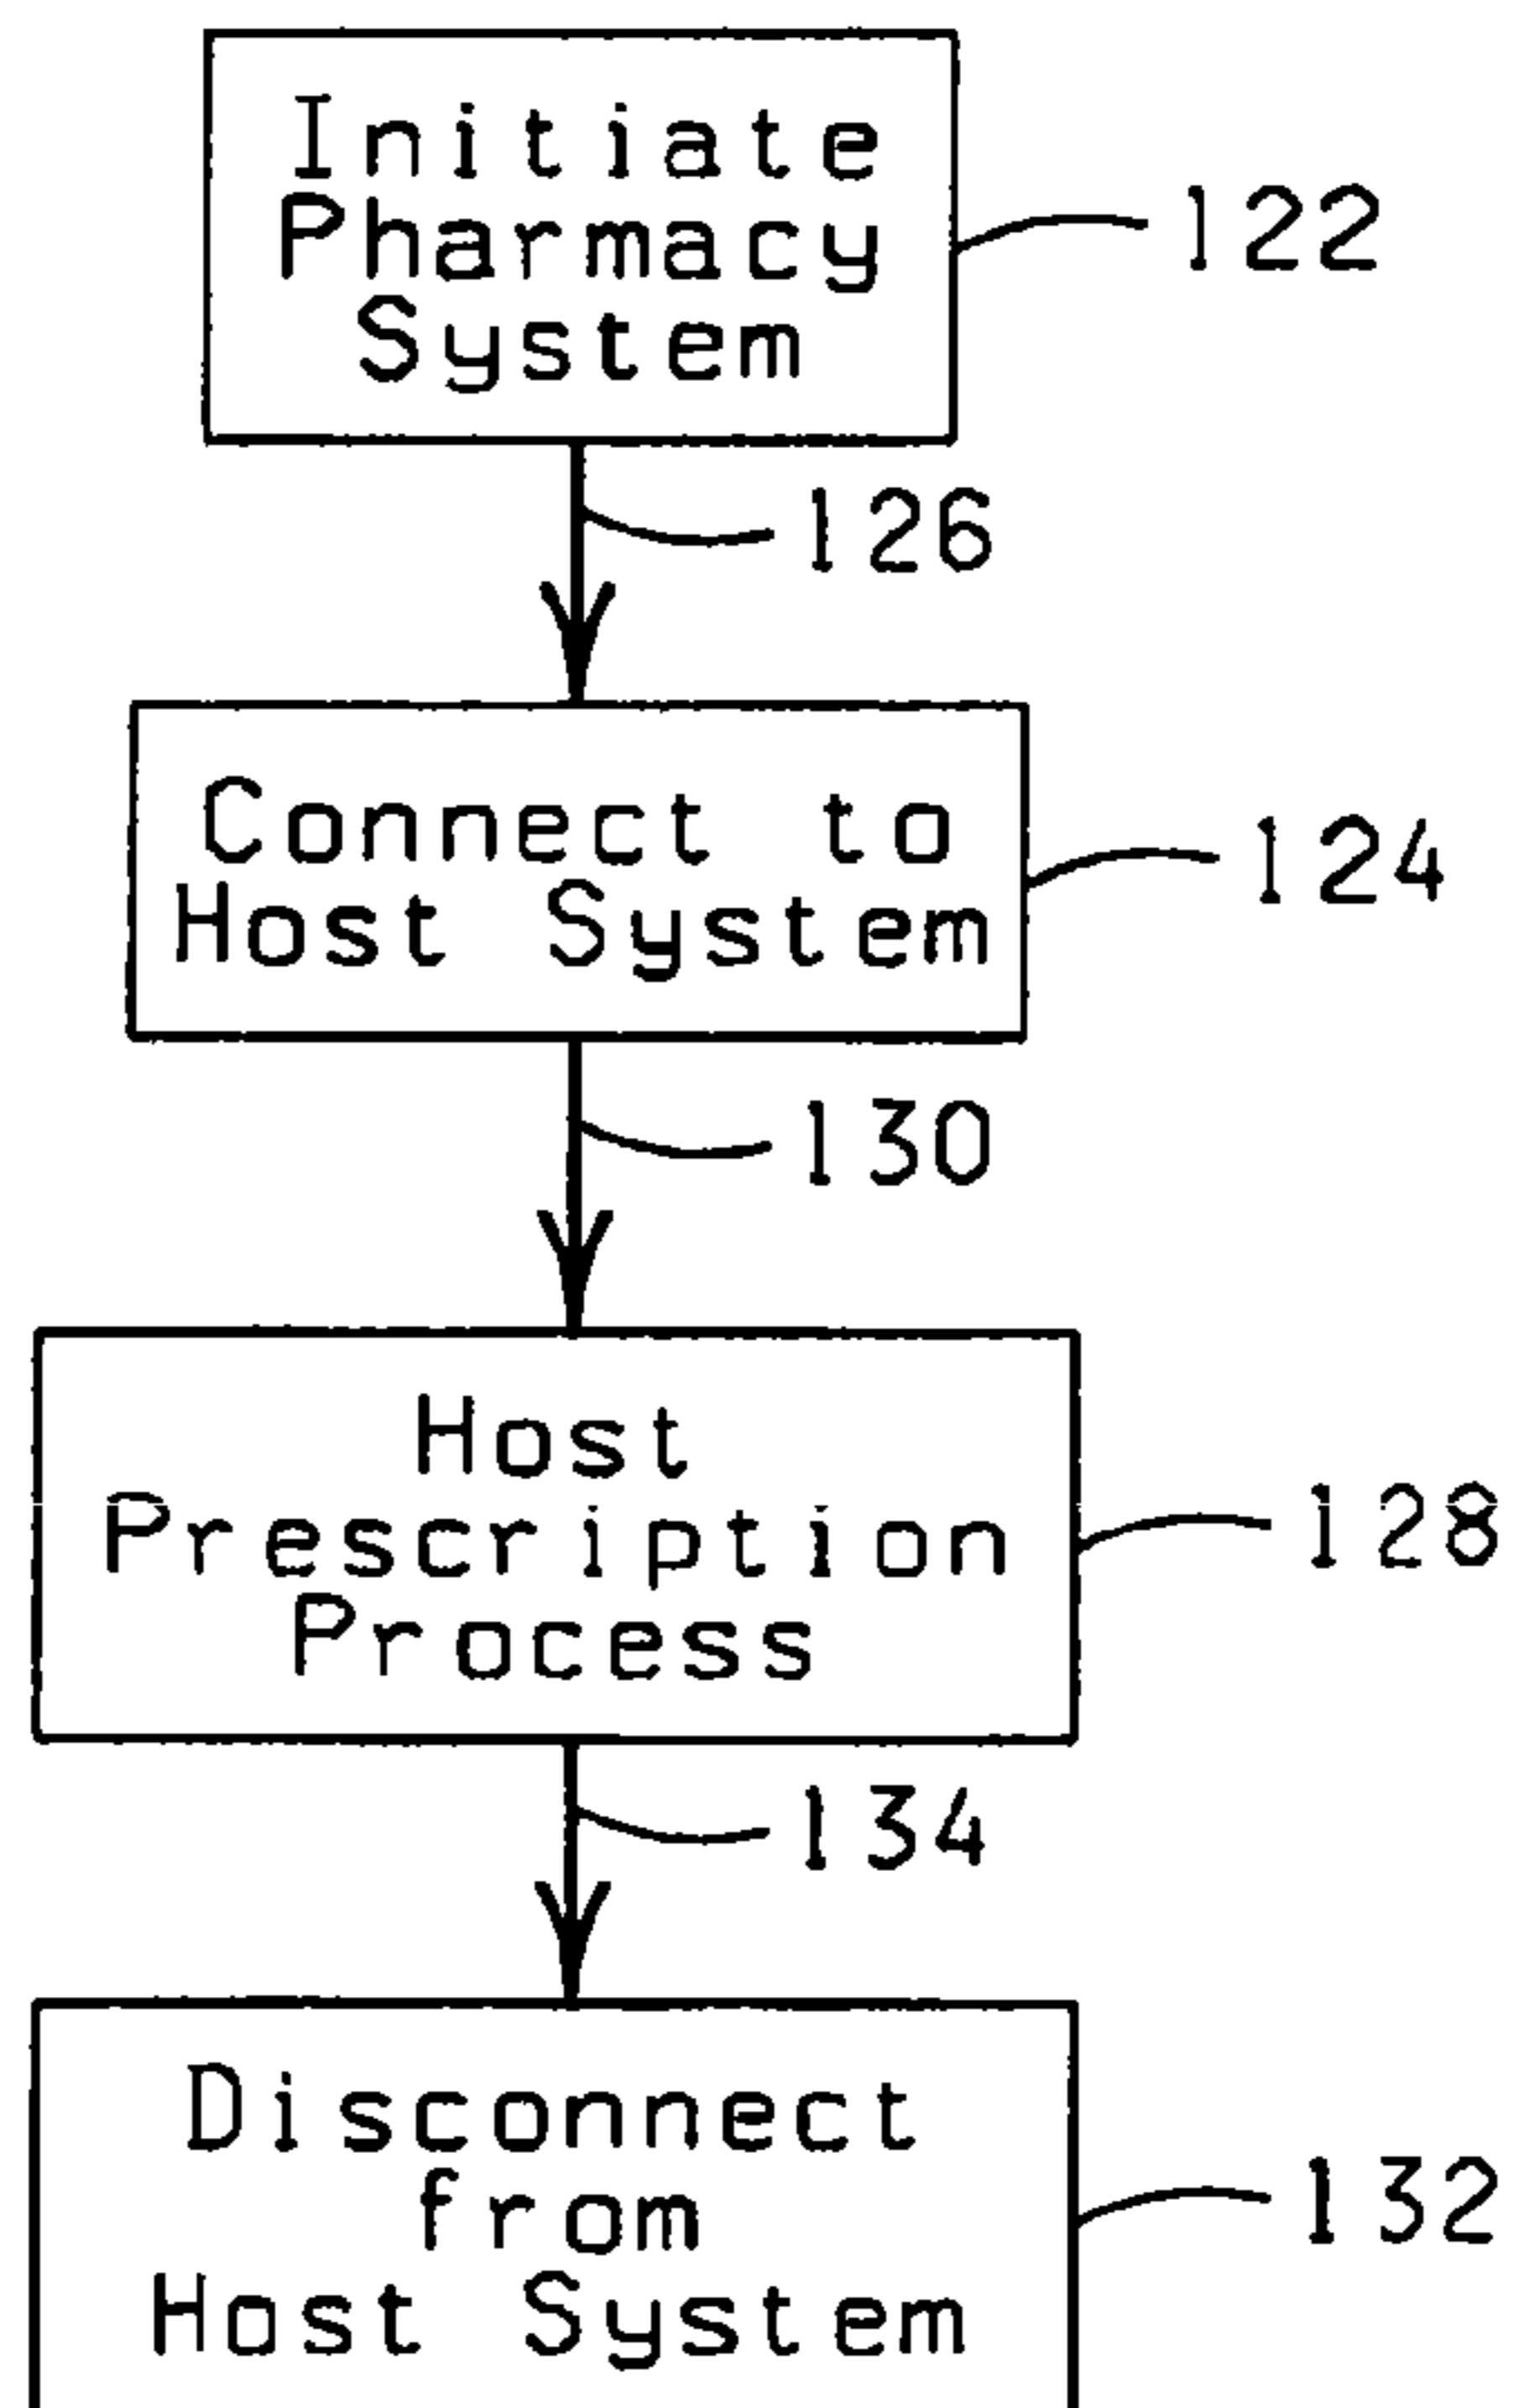 Initiate
Pharmacy
System
122
126
Connect to
Host System
124
130
Host
Prescription
Process
128
134
Disconnect
from
Host System
132